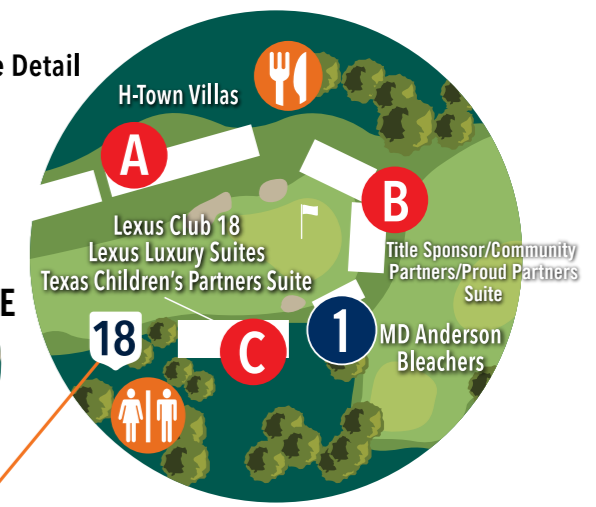 e Detail
H-Town Villas
A
B
Lexus Club 18
Lexus Luxury Suites
Texas Children's Partners Suite
Title Sponsor/Community
Partners/Proud Partners
Suite
E
18
C
1
MD Anderson
Bleachers